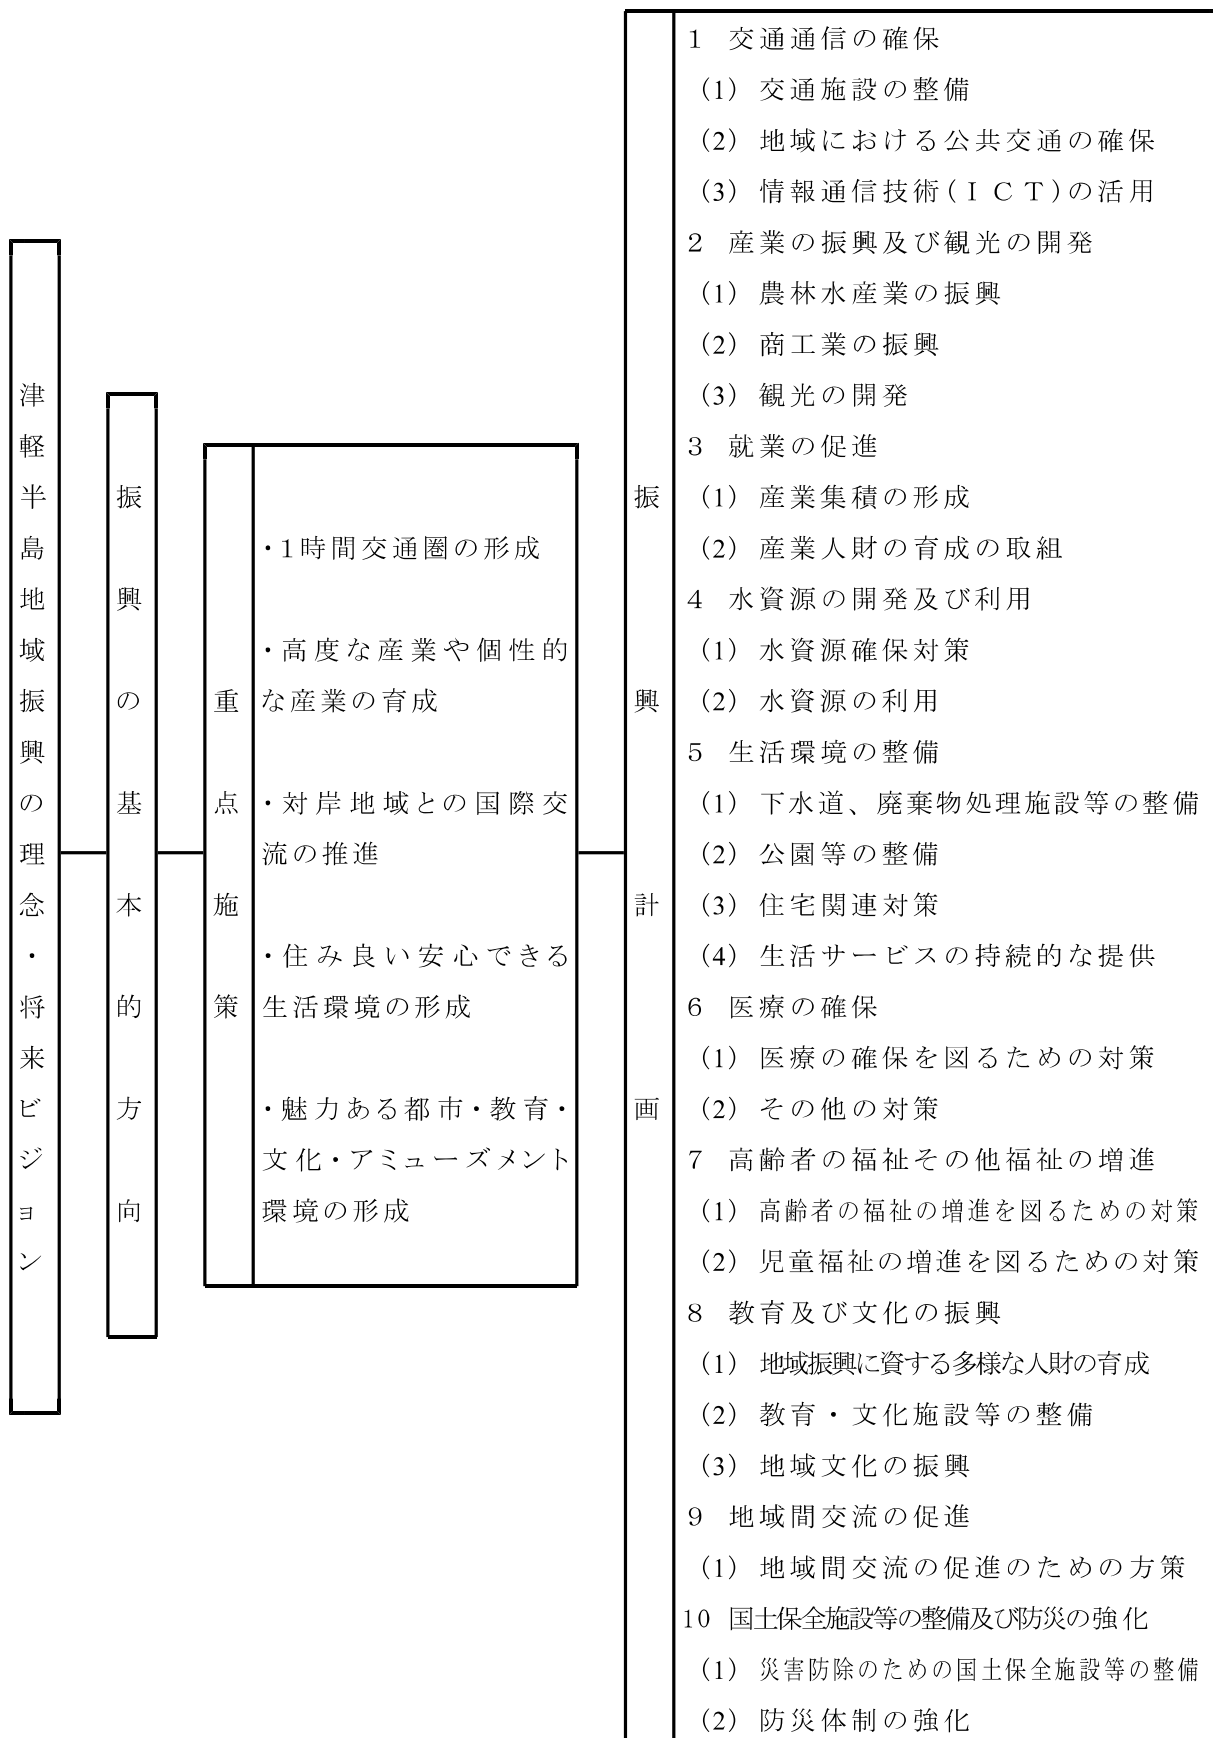 津軽半島地域振興の理念・将来ビジョン
振興の基本的方向
重点施策
・1時間交通圏の形成
・高度な産業や個性的
な産業の育成
・対岸地域との国際交
流の推進
・住み良い安心できる
生活環境の形成
・魅力ある都市・教育・
文化・アミューズメント
環境の形成
振興計画
1 交通通信の確保
(1) 交通施設の整備
(2) 地域における公共交通の確保
(3) 情報通信技術(ICT)の活用
2 産業の振興及び観光の開発
(1) 農林水産業の振興
(2) 商工業の振興
(3) 観光の開発
3 就業の促進
(1) 産業集積の形成
(2) 産業人財の育成の取組
4 水資源の開発及び利用
(1) 水資源確保対策
(2) 水資源の利用
5 生活環境の整備
(1) 下水道、廃棄物処理施設等の整備
(2) 公園等の整備
(3) 住宅関連対策
(4) 生活サービスの持続的な提供
6 医療の確保
(1) 医療の確保を図るための対策
(2) その他の対策
7 高齢者の福祉その他福祉の増進
(1) 高齢者の福祉の増進を図るための対策
(2) 児童福祉の増進を図るための対策
8 教育及び文化の振興
(1) 地域振興に資する多様な人財の育成
(2) 教育・文化施設等の整備
(3) 地域文化の振興
9 地域間交流の促進
(1) 地域間交流の促進のための方策
10 国土保全施設等の整備及び防災の強化
(1) 災害防除のための国土保全施設等の整備
(2) 防災体制の強化